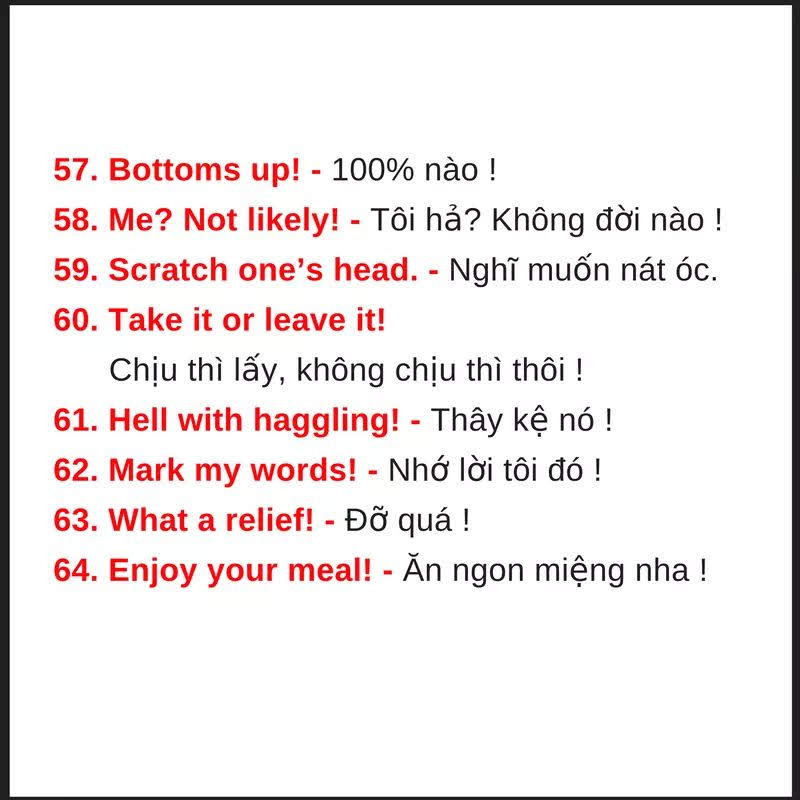 57. Bottoms up! - 100% nào !
58. Me? Not likely! - Tôi hả? Không đời nào !
59. Scratch one’s head. - Nghĩ muốn nát óc.
60. Take it or leave it!
Chịu thì lấy, không chịu thì thôi !
61. Hell with haggling! - Thây kệ nó !
62. Mark my words! - Nhớ lời tôi đó !
63. What a relief! - Đỡ quá !
64. Enjoy your meal! - Ăn ngon miệng nha !